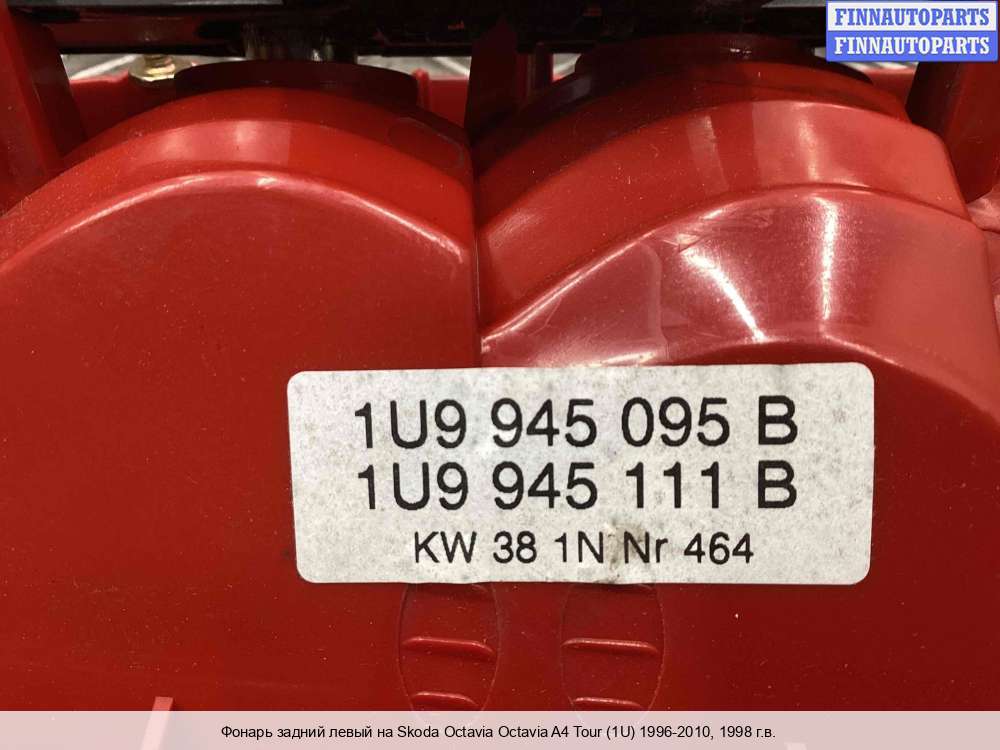 FINNAUTOPARTS
FINNAUTOPARTS
1U9 945 095 B
1U9 945 111 B
KW 38 1N Nr 464
Фонарь задний левый на Skoda Octavia Octavia A4 Tour (1U) 1996-2010, 1998 г.в.